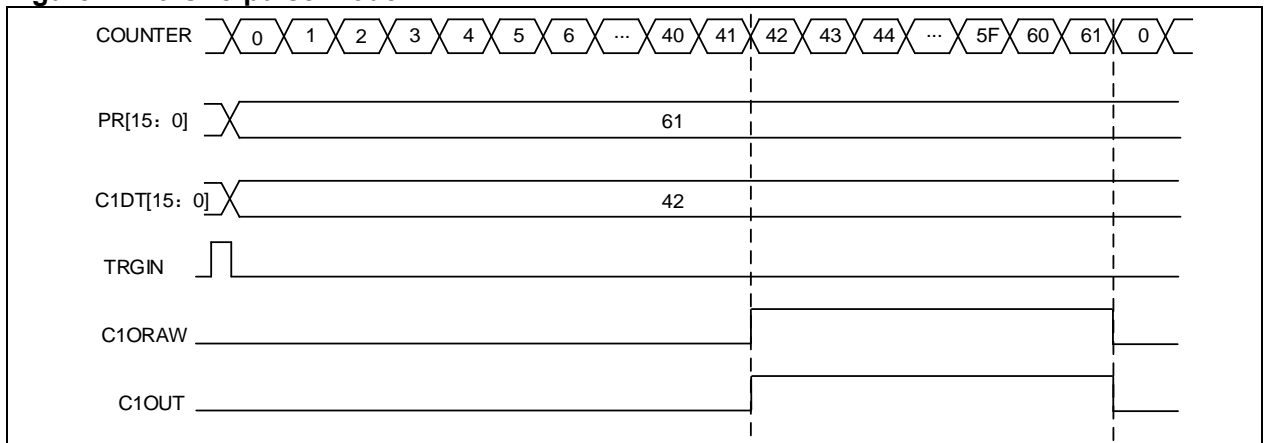 COUNTER 0 1 2 3 4 5 6 ... 40 41 42 43 44 ... 5F 60 61 0
PR[15：0] 61
C1DT[15：0] 42
TRGIN
C1ORAW
C1OUT